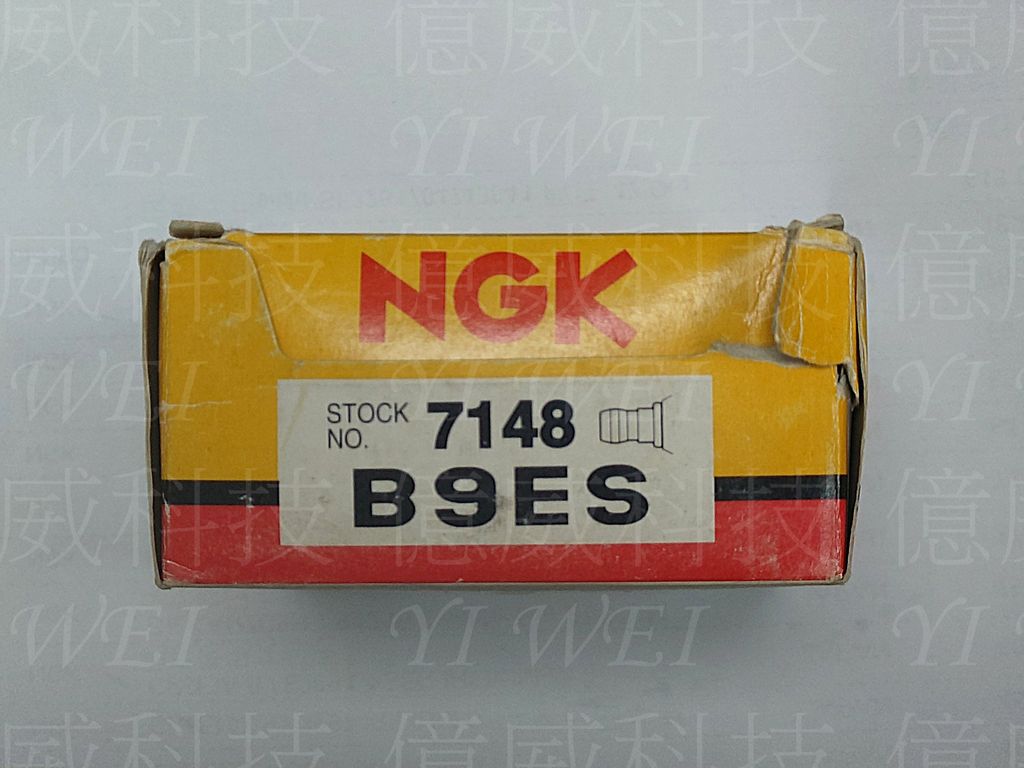 NGK
STOCK NO. 7148
B9ES
億威科技
YI WEI